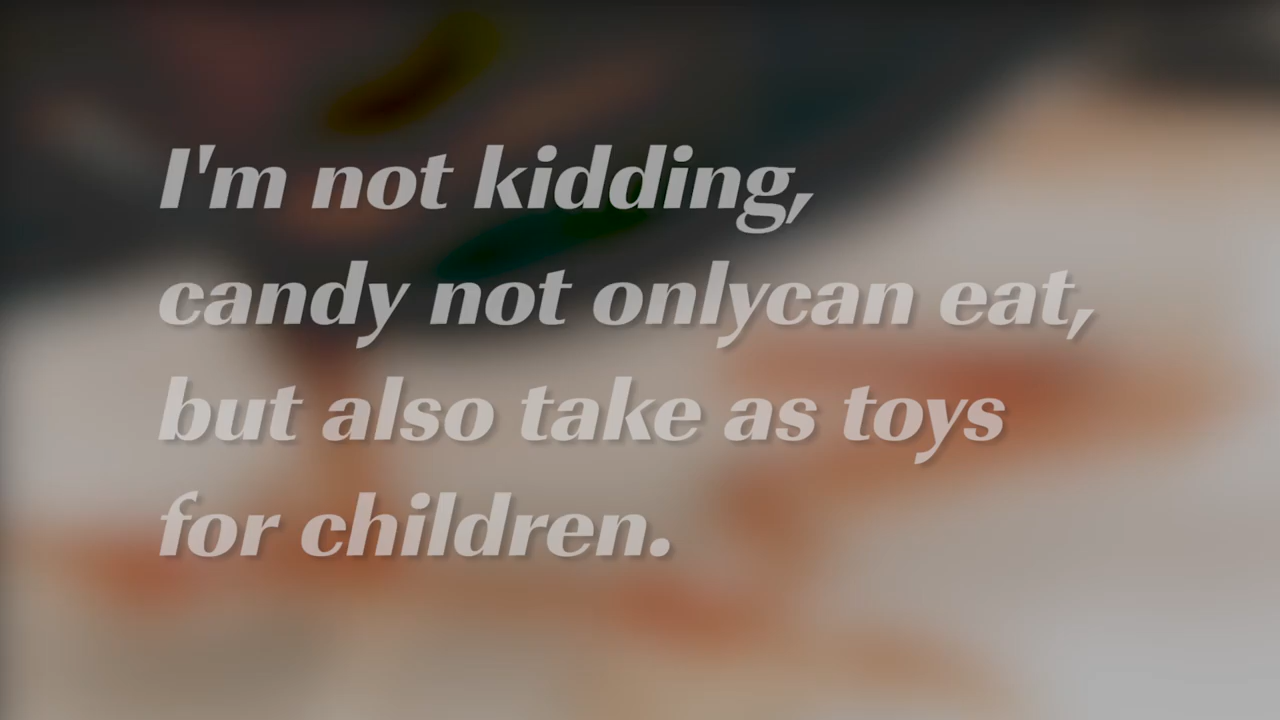 I'm not kidding,
candy not onlycan eat,
but also take as toys
for children.